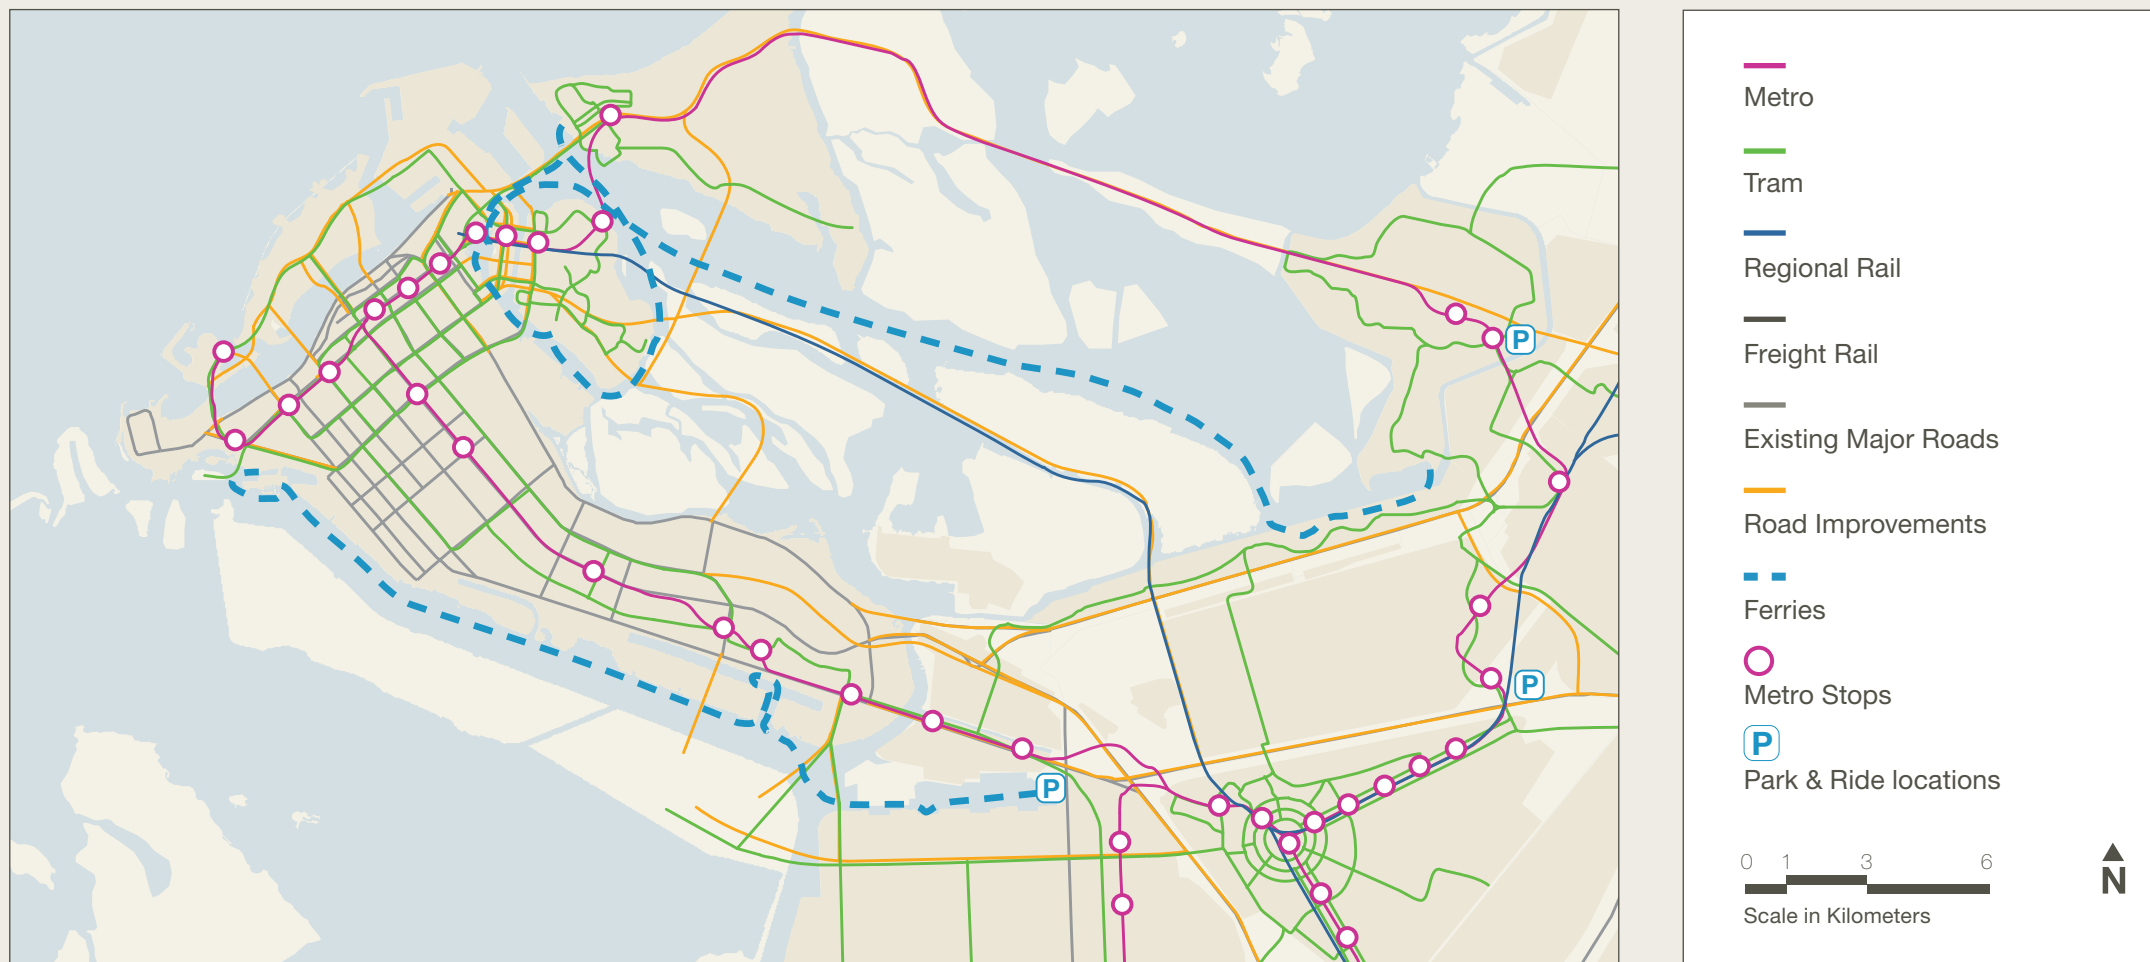 P
P
P
Metro
Tram
Regional Rail
Freight Rail
Existing Major Roads
Road Improvements
Ferries
Metro Stops
P
Park & Ride locations
0 1 3 6
Scale in Kilometers
N